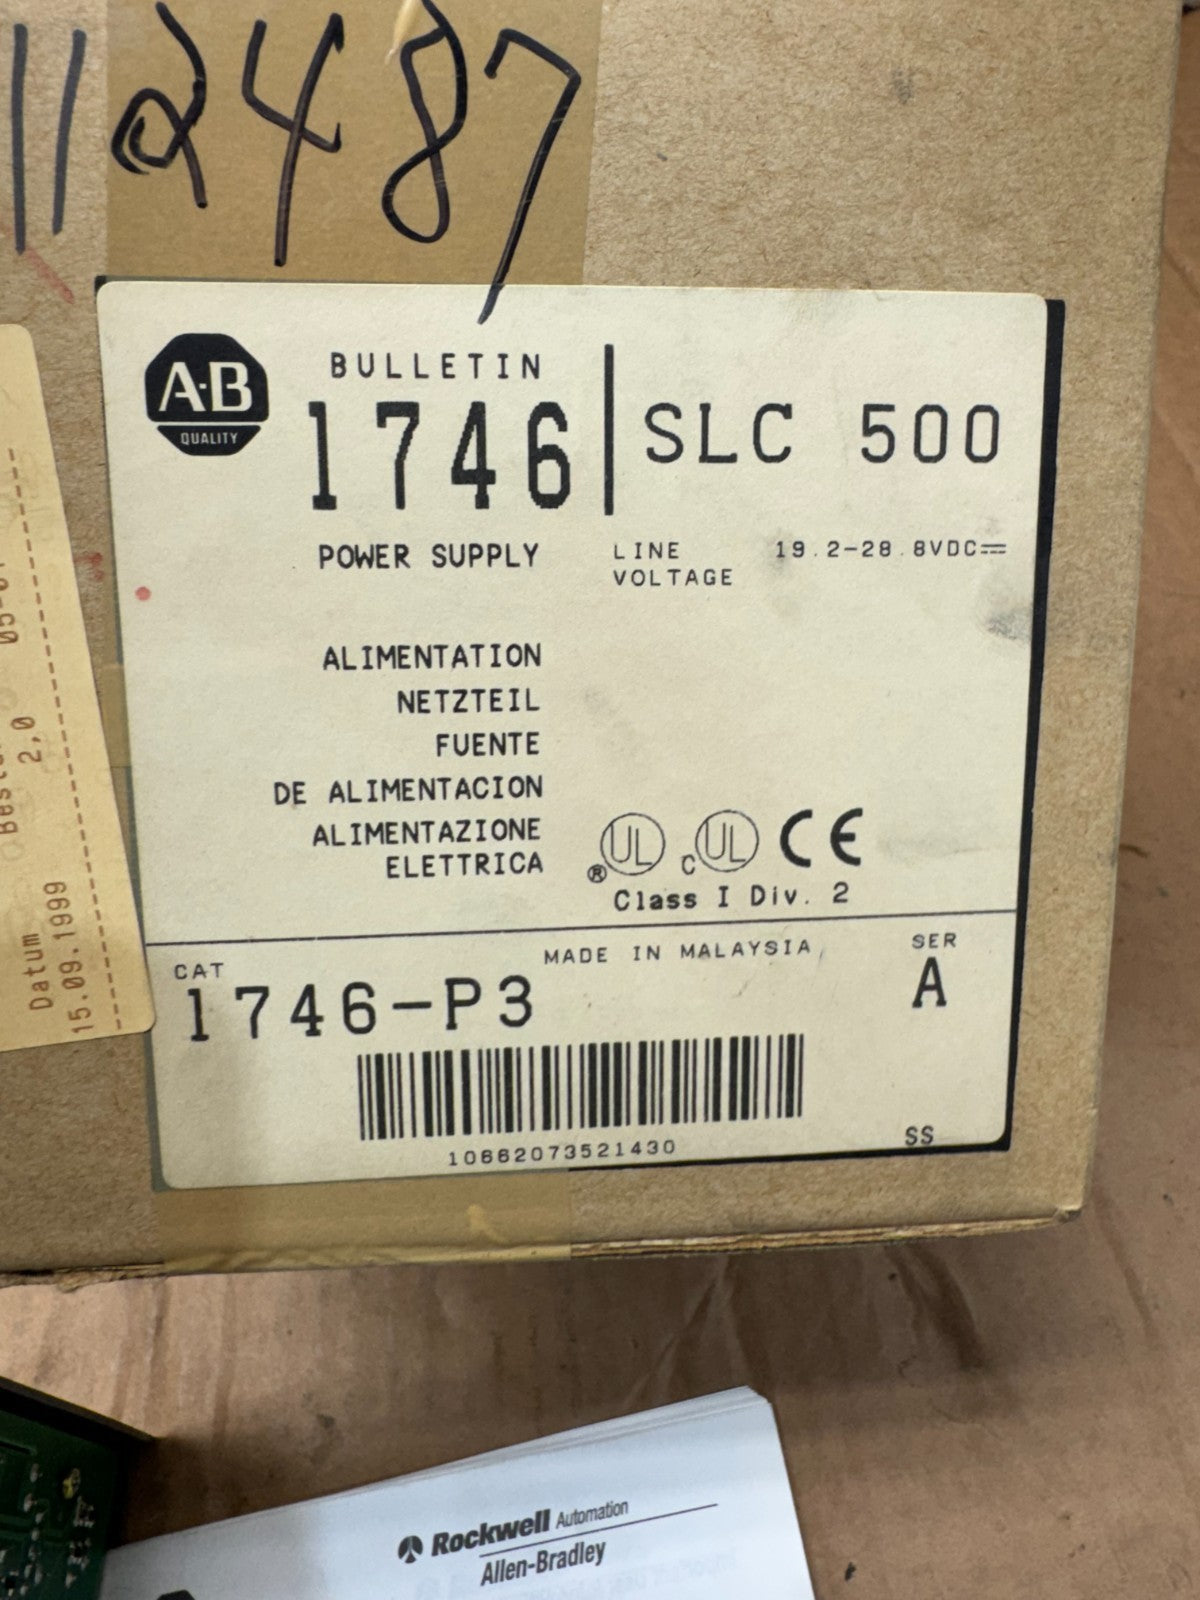 112487
A·B
QUALITY
BULLETIN
1746
SLC 500
POWER SUPPLY
LINE VOLTAGE 19.2-28.8VDC⎓
ALIMENTATION
NETZTEIL
FUENTE
DE ALIMENTACION
ALIMENTAZIONE
ELETTRICA
UL ® c UL CE
Class I Div. 2
CAT
1746-P3
MADE IN MALAYSIA
SER
A
10662073521430
SS
2,0
Datum
15.09.1999
Rockwell Automation
Allen-Bradley